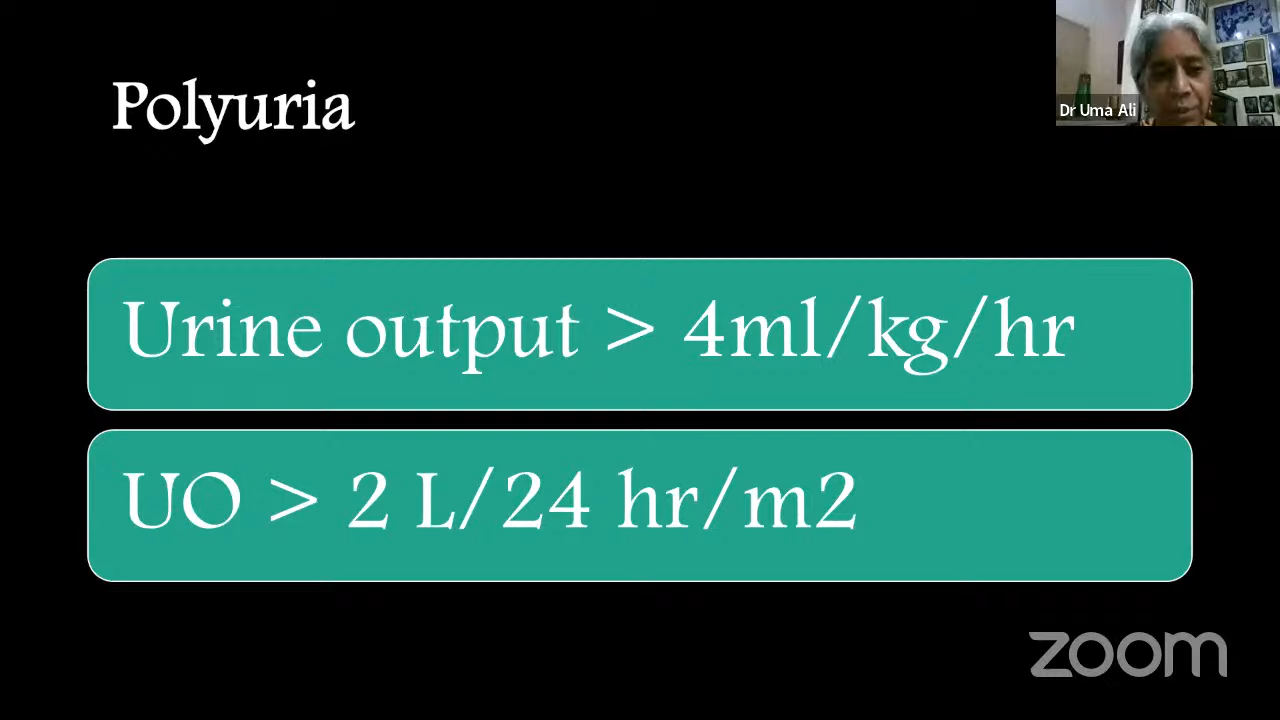 Polyuria
Dr Uma Ali
Urine output > 4ml/kg/hr
UO > 2 L/24 hr/m2
zoom